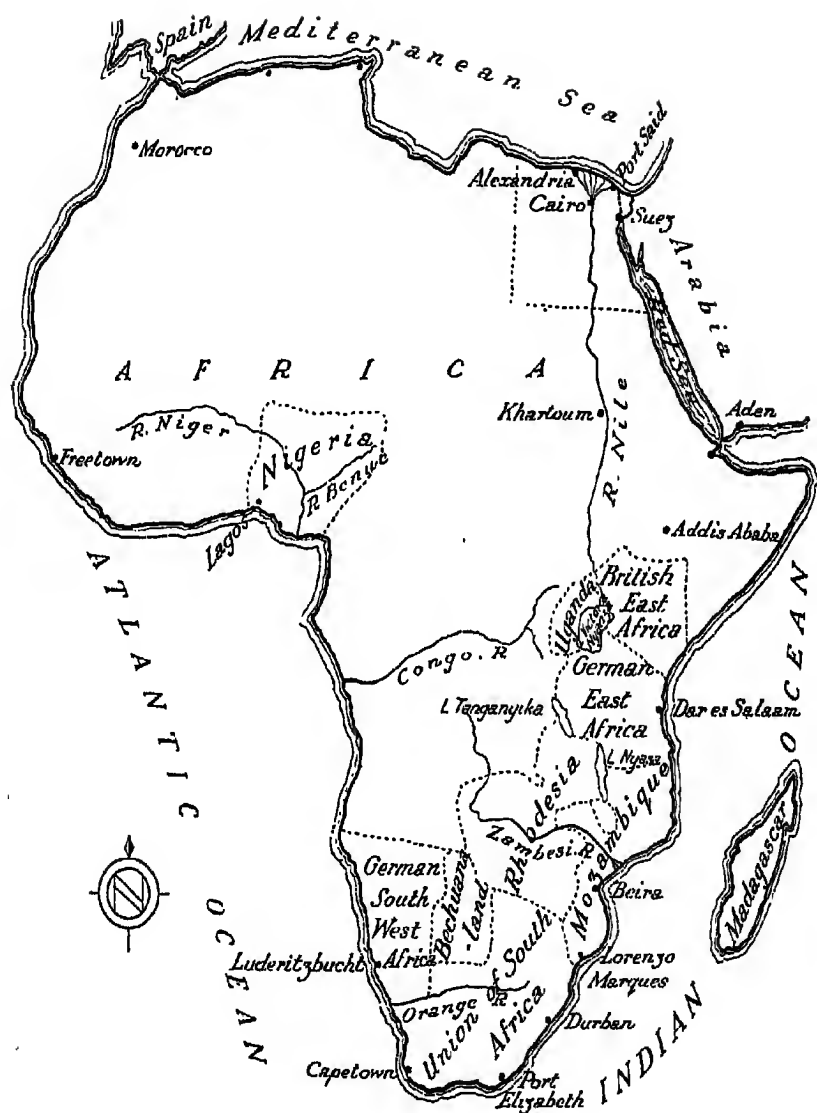 Spain
Mediterranean Sea
Morocco
Alexandria
Port Said
Cairo
Suez
Arabia
Red Sea
AFRICA
R. Niger
Nigeria
R. Benue
Khartoum
R. Nile
Aden
Freetown
Lagos
Addis Ababa
ATLANTIC OCEAN
Uganda
British
East
Africa
Congo. R
German
East
Africa
L. Tanganyika
Dar es Salaam
L. Nyasa
Rhodesia
Zambesi. R
Mozambique
Madagascar
German
South
West
Africa
Bechuana
-land
Beira
Luderitzbucht
Lorenzo
Marques
Orange R
Union of South
Africa
Durban
Capetown
Port
Elizabeth
INDIAN OCEAN
N